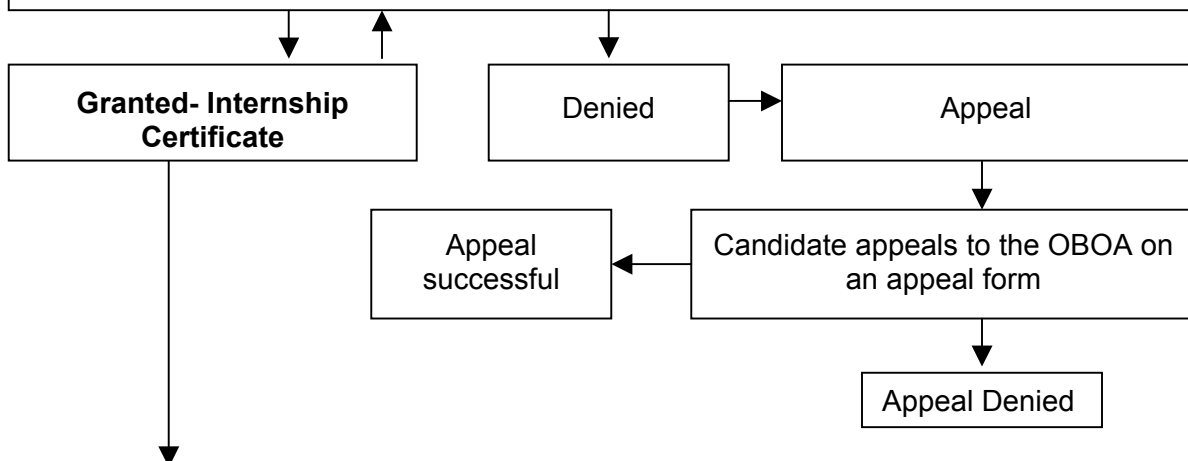 Granted- Internship
Certificate
Denied
Appeal
Appeal
successful
Candidate appeals to the OBOA on
an appeal form
Appeal Denied